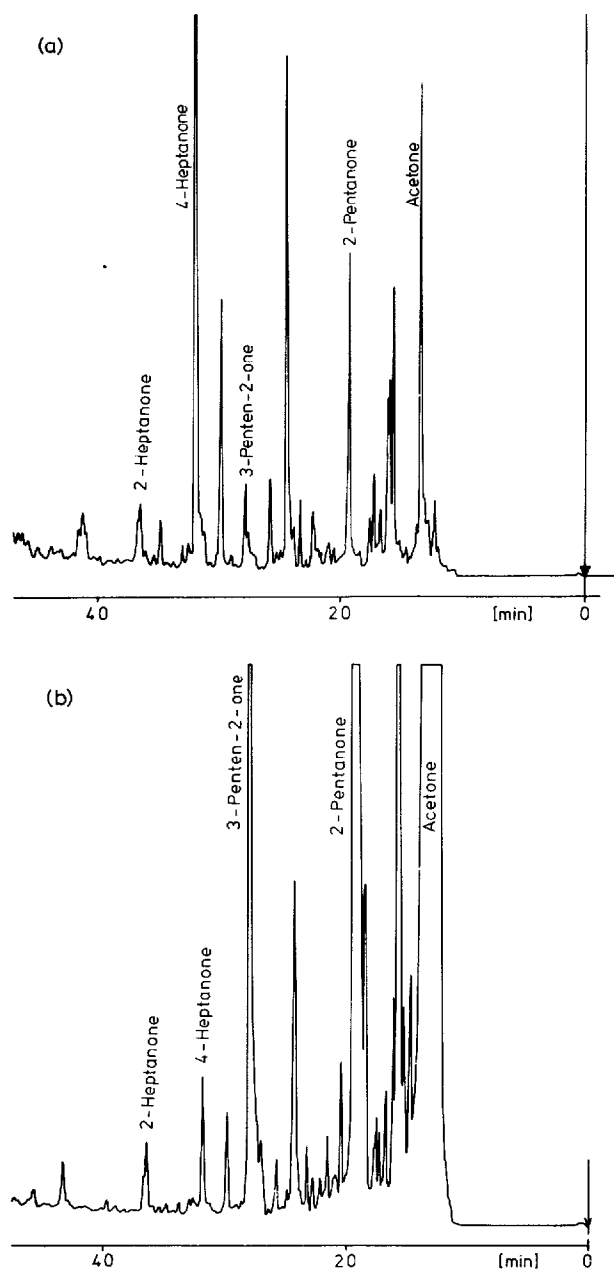 (a)
4-Heptanone
2-Pentanone
Acetone
2-Heptanone
3-Penten-2-one
40
20
[min]
0
(b)
3-Penten-2-one
2-Pentanone
Acetone
4-Heptanone
2-Heptanone
40
20
[min]
0